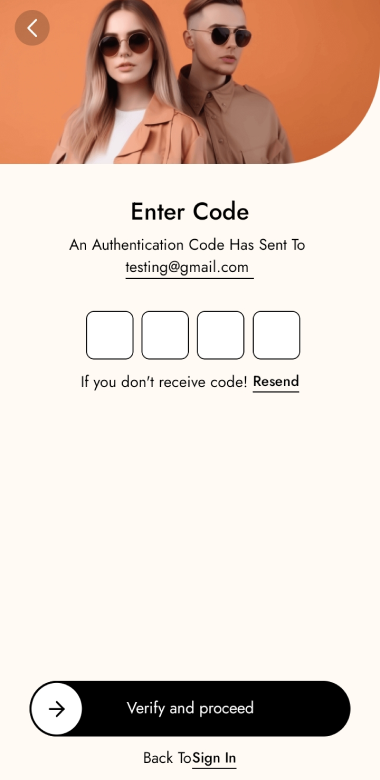 Enter Code
An Authentication Code Has Sent To
testing@gmail.com
If you don't receive code! Resend
Verify and proceed
Back ToSign In